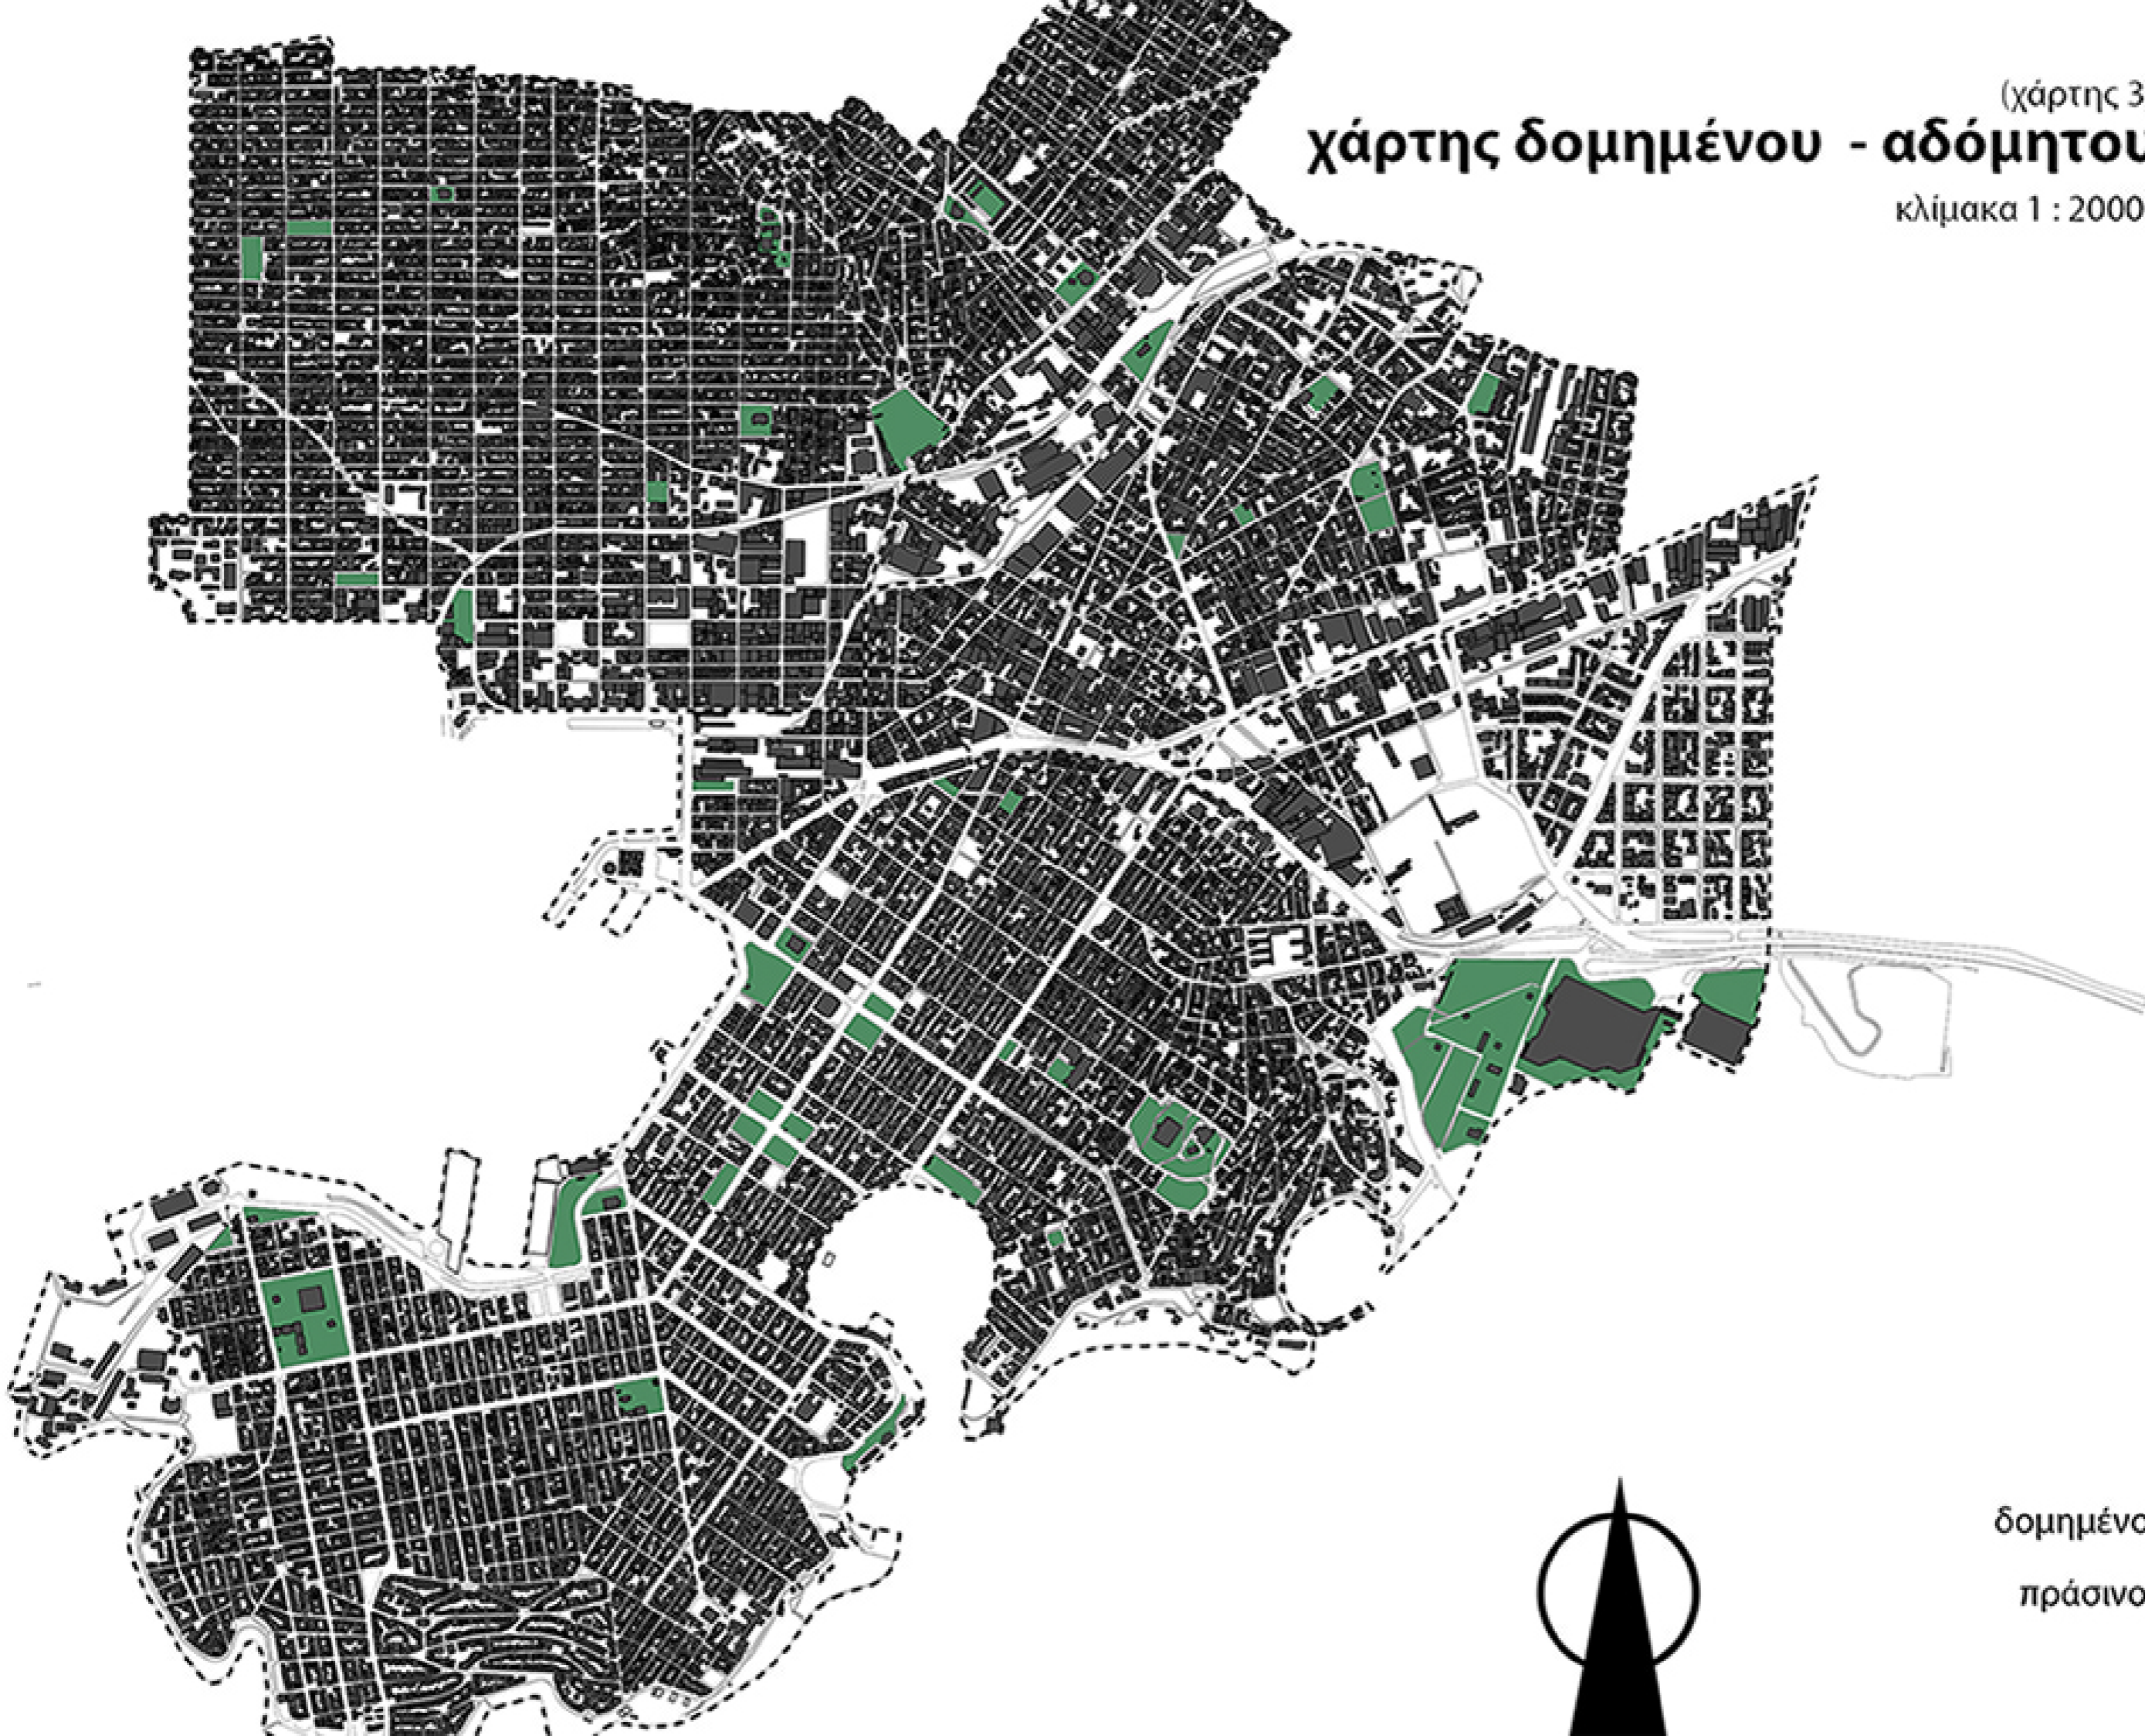 (χάρτης 3
χάρτης δομημένου - αδόμητου
κλίμακα 1 : 2000
δομημένο
πράσινο